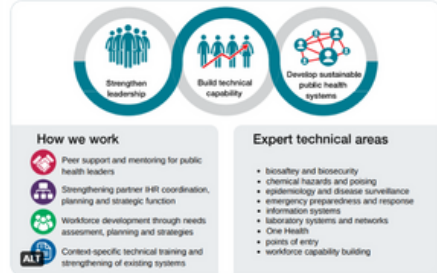 Strengthen
leadership
Build technical
capability
Develop sustainable
public health
systems
How we work
Peer support and mentoring for public
health leaders
Strengthening partner IHR coordination,
planning and strategic function
Workforce development through needs
assesment, planning and strategies
Context-specific technical training and
strengthening of existing systems
ALT
Expert technical areas
• biosaftey and biosecurity
• chemical hazards and poising
• epidemiology and disease surveillance
• emergency preparedness and response
• information systems
• laboratory systems and networks
• One Health
• points of entry
• workforce capability building